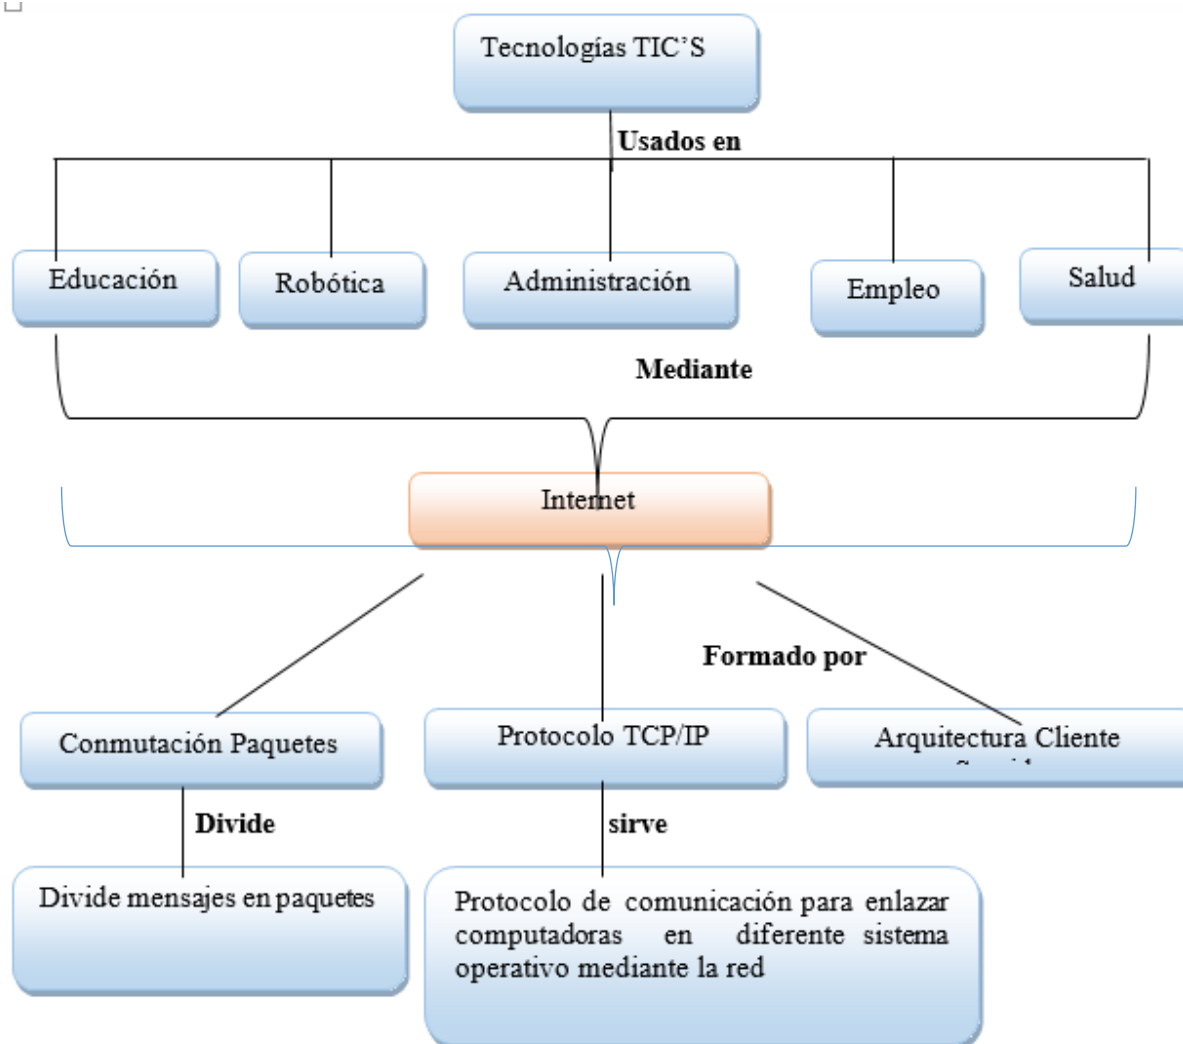 Tecnologías TIC’S
Usados en
Educación
Robótica
Administración
Empleo
Salud
Mediante
Internet
Formado por
Conmutación Paquetes
Protocolo TCP/IP
Arquitectura Cliente
Divide
sirve
Divide mensajes en paquetes
Protocolo de comunicación para enlazar
computadoras en diferente sistema
operativo mediante la red